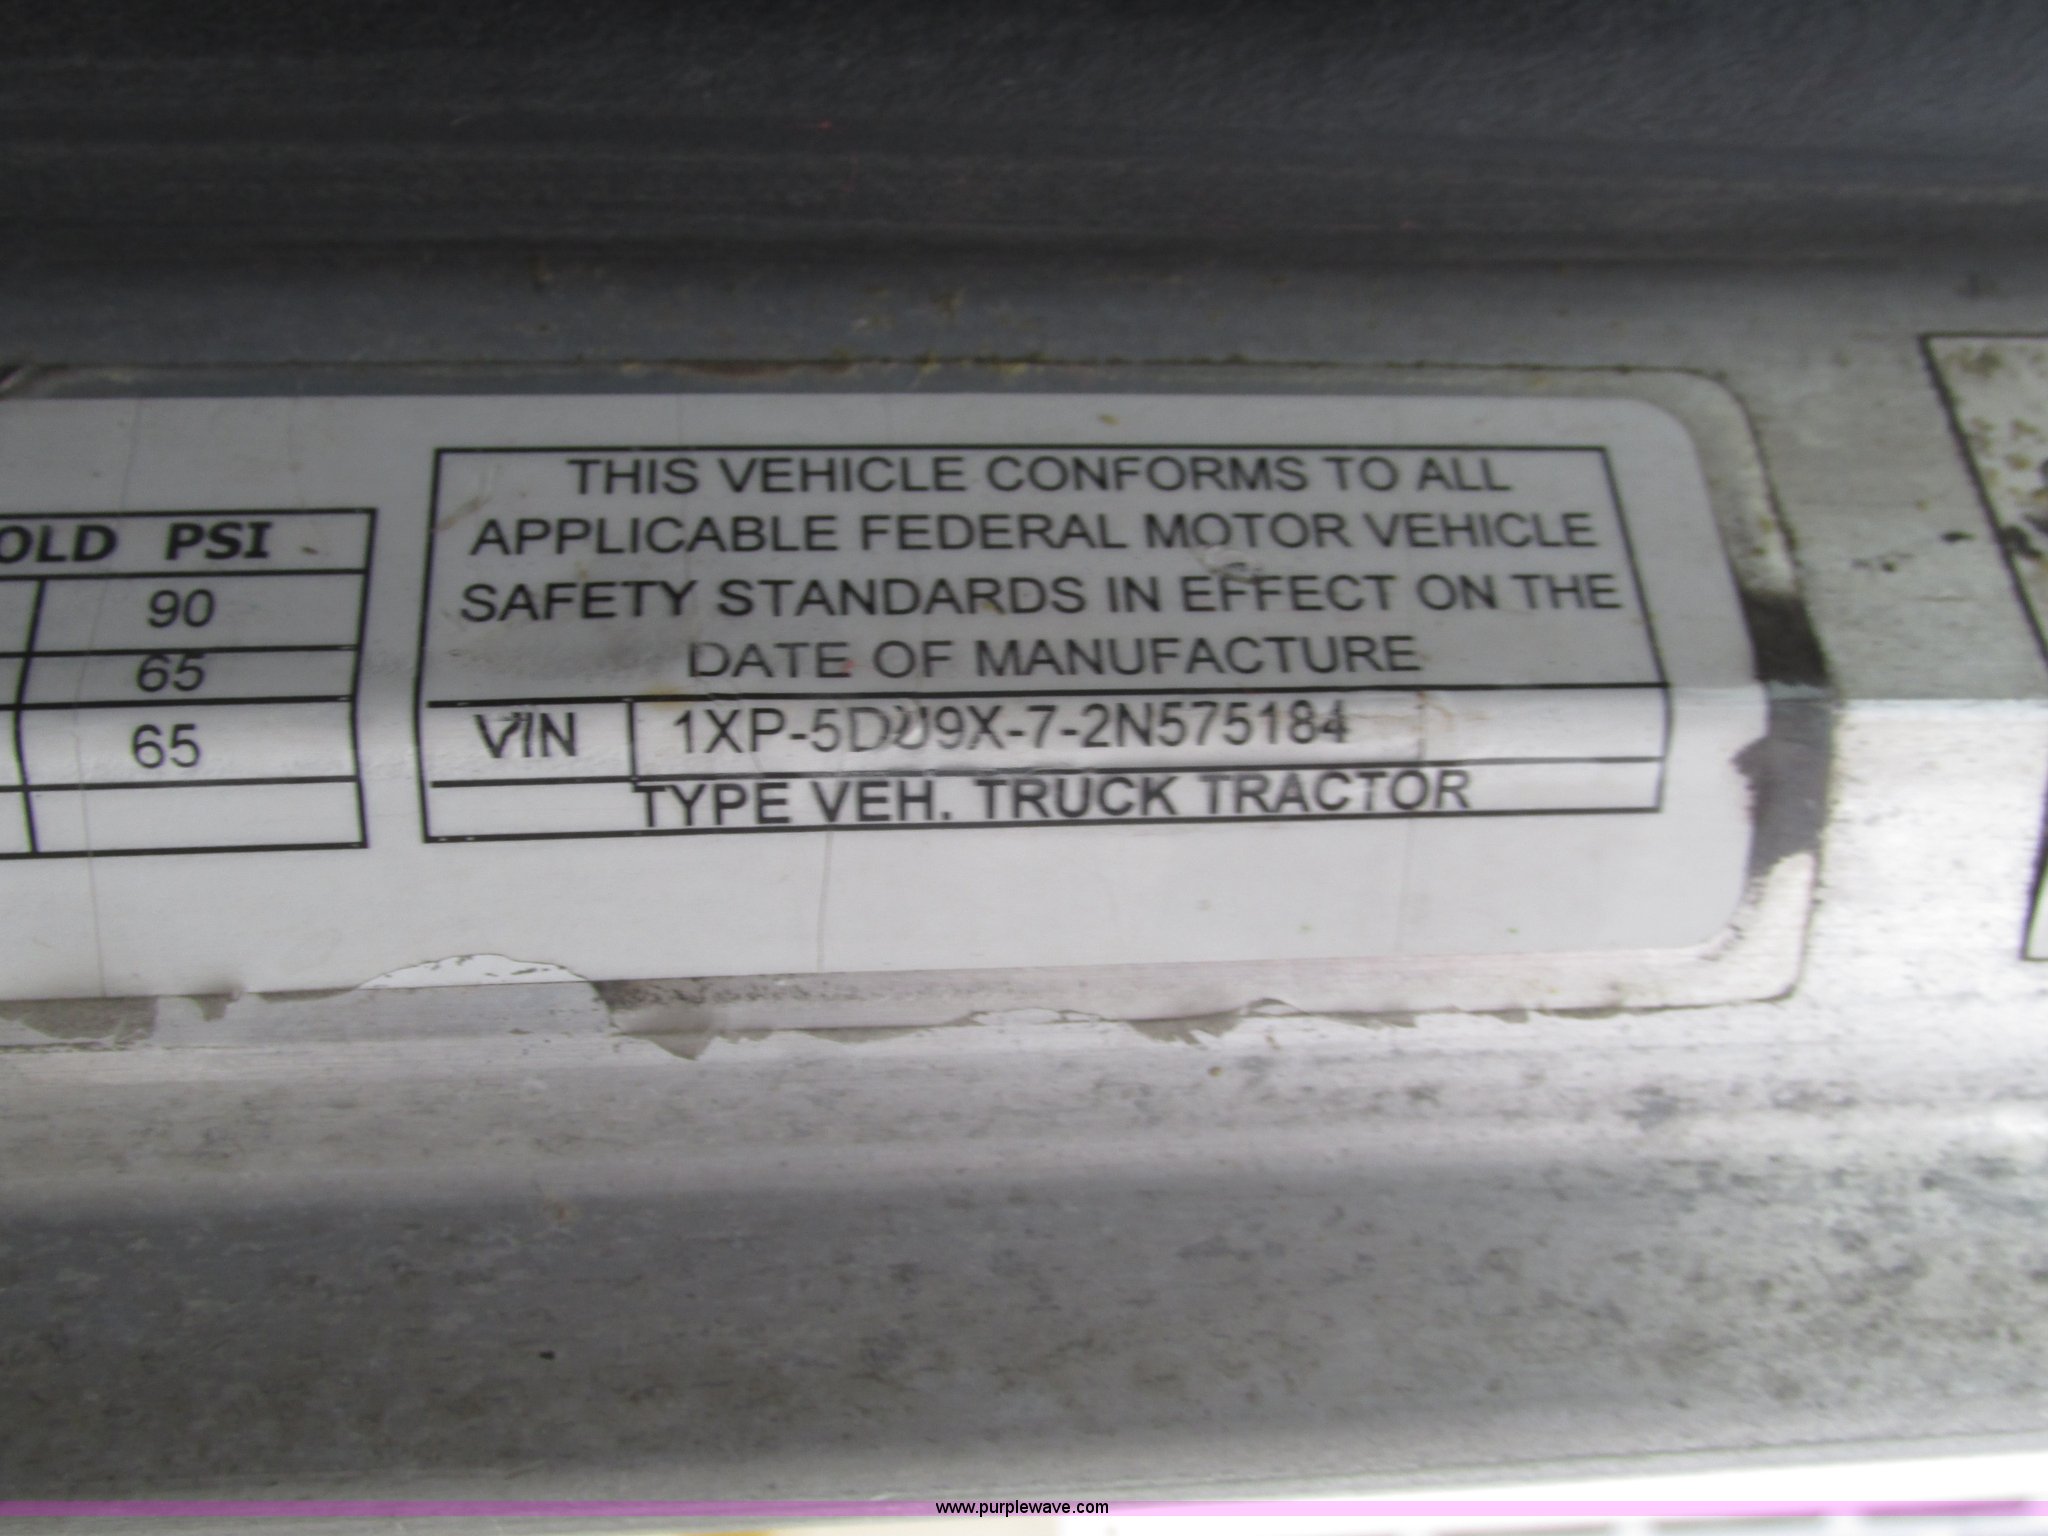 OLD PSI
90
65
65
THIS VEHICLE CONFORMS TO ALL
APPLICABLE FEDERAL MOTOR VEHICLE
SAFETY STANDARDS IN EFFECT ON THE
DATE OF MANUFACTURE
VIN 1XP-5DU9X-7-2N575184
TYPE VEH. TRUCK TRACTOR
www.purplewave.com